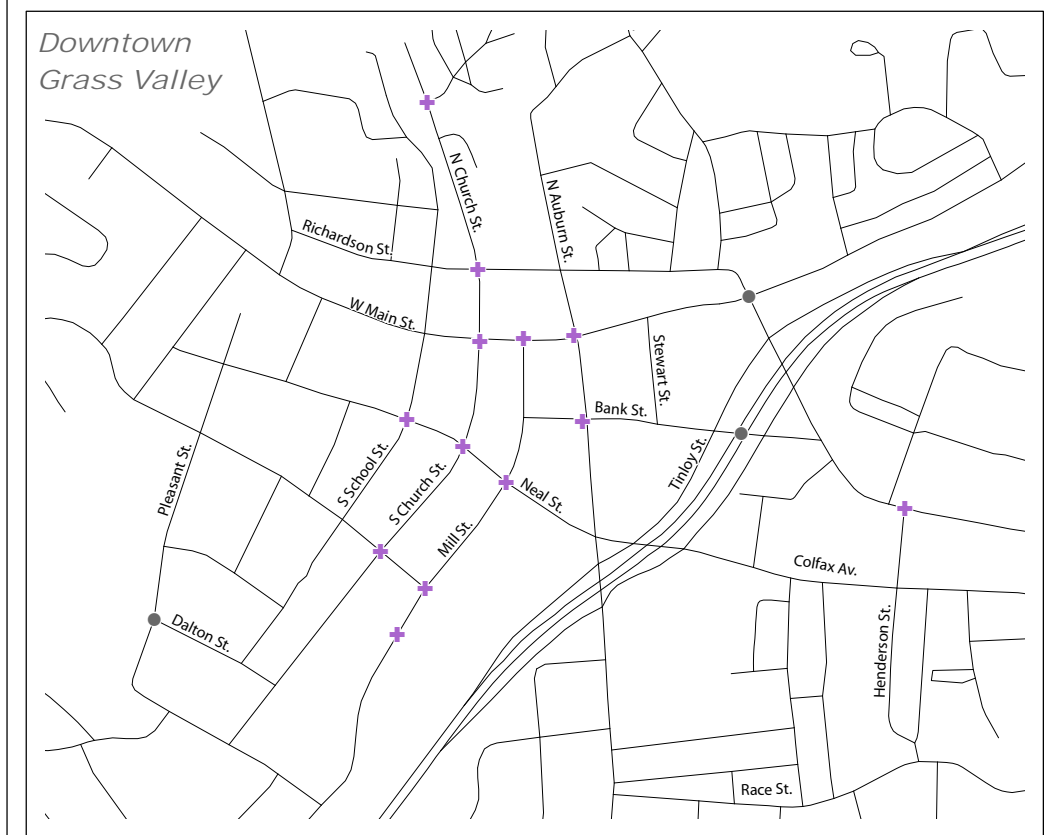 Downtown
Grass Valley
N Church St.
N Auburn St.
Richardson St.
W Main St.
Stewart St.
Bank St.
Tinloy St.
Pleasant St.
S School St.
S Church St.
Neal St.
Mill St.
Colfax Av.
Dalton St.
Henderson St.
Race St.